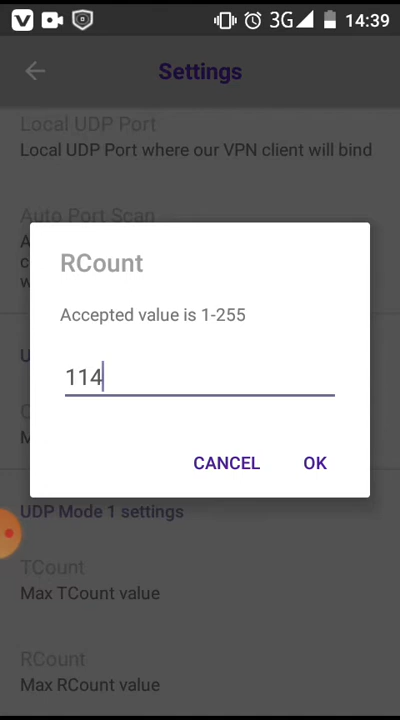 V
3G
14:39
Settings
Local UDP Port
Local UDP Port where our VPN client will bind
Auto Port Scan
RCount
Accepted value is 1-255
114
CANCEL
OK
UDP Mode 1 settings
TCount
Max TCount value
RCount
Max RCount value